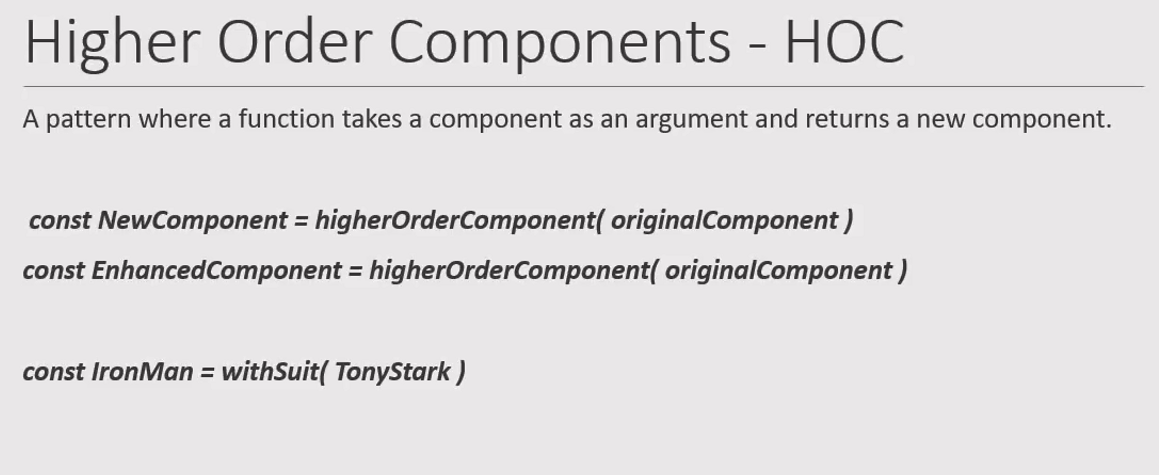 Higher Order Components - HOC
A pattern where a function takes a component as an argument and returns a new component.
const NewComponent = higherOrderComponent( originalComponent )
const EnhancedComponent = higherOrderComponent( originalComponent )
const IronMan = withSuit( TonyStark )